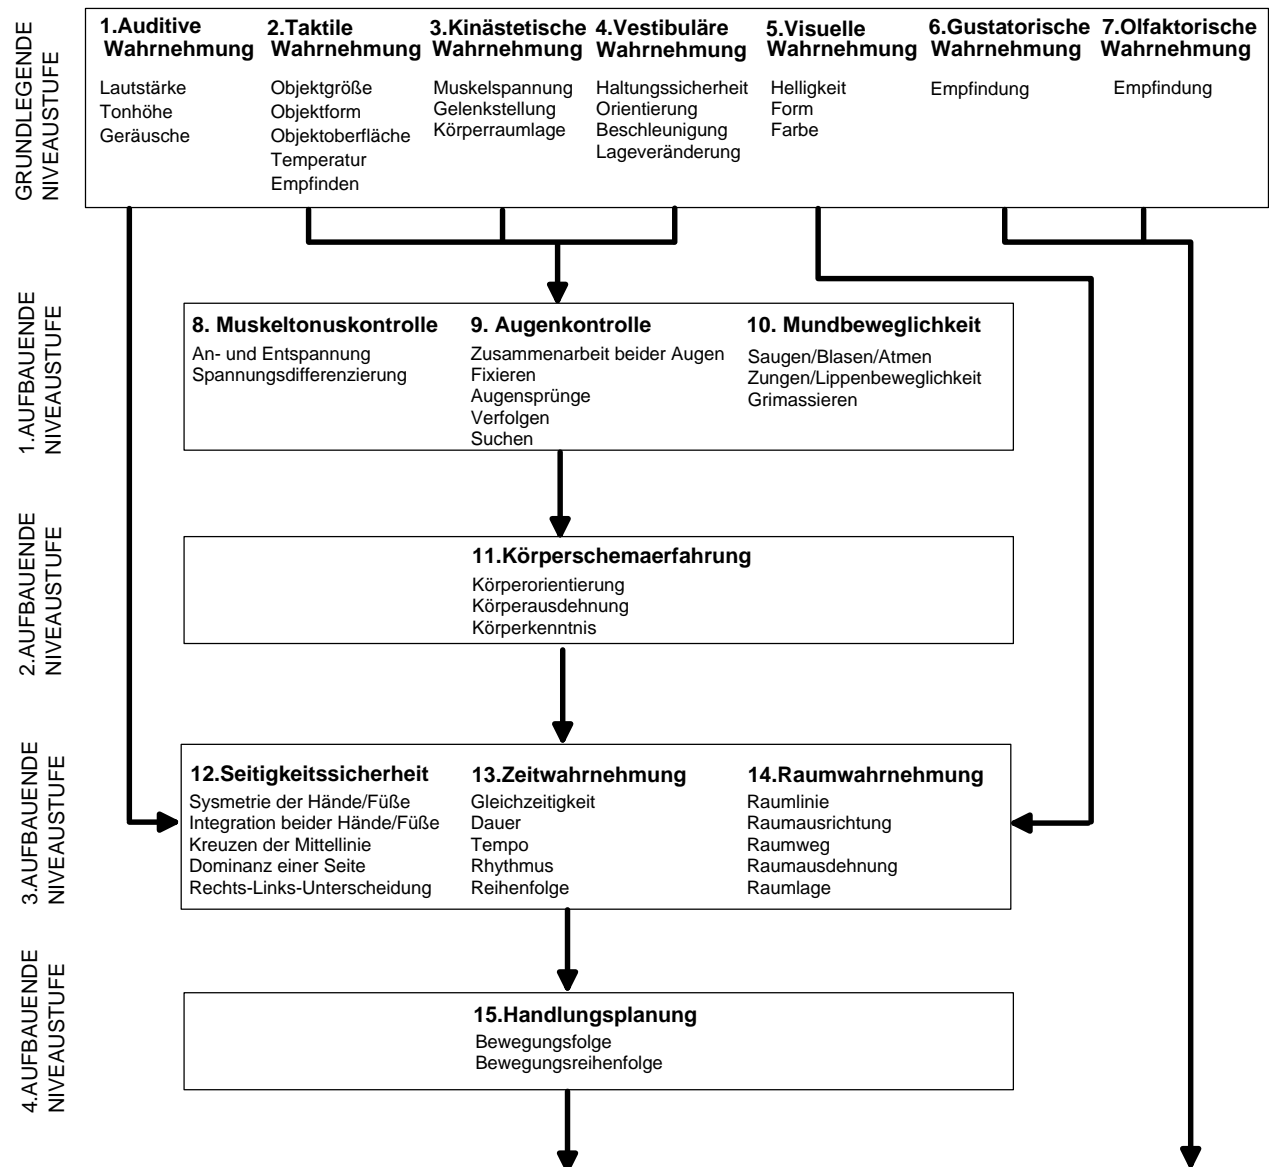 GRUNDLEGENDE
NIVEAUSTUFE
1.Auditive
Wahrnehmung
Lautstärke
Tonhöhe
Geräusche
2.Taktile
Wahrnehmung
Objektgröße
Objektform
Objektoberfläche
Temperatur
Empfinden
3.Kinästetische
Wahrnehmung
Muskelspannung
Gelenkstellung
Körperraumlage
4.Vestibuläre
Wahrnehmung
Haltungssicherheit
Orientierung
Beschleunigung
Lageveränderung
5.Visuelle
Wahrnehmung
Helligkeit
Form
Farbe
6.Gustatorische
Wahrnehmung
Empfindung
7.Olfaktorische
Wahrnehmung
Empfindung
1.AUFBAUENDE
NIVEAUSTUFE
8. Muskeltonuskontrolle
An- und Entspannung
Spannungsdifferenzierung
9. Augenkontrolle
Zusammenarbeit beider Augen
Fixieren
Augensprünge
Verfolgen
Suchen
10. Mundbeweglichkeit
Saugen/Blasen/Atmen
Zungen/Lippenbeweglichkeit
Grimassieren
2.AUFBAUENDE
NIVEAUSTUFE
11.Körperschemaerfahrung
Körperorientierung
Körperausdehnung
Körperkenntnis
3.AUFBAUENDE
NIVEAUSTUFE
12.Seitigkeitssicherheit
Sysmetrie der Hände/Füße
Integration beider Hände/Füße
Kreuzen der Mittellinie
Dominanz einer Seite
Rechts-Links-Unterscheidung
13.Zeitwahrnehmung
Gleichzeitigkeit
Dauer
Tempo
Rhythmus
Reihenfolge
14.Raumwahrnehmung
Raumlinie
Raumausrichtung
Raumweg
Raumausdehnung
Raumlage
4.AUFBAUENDE
NIVEAUSTUFE
15.Handlungsplanung
Bewegungsfolge
Bewegungsreihenfolge